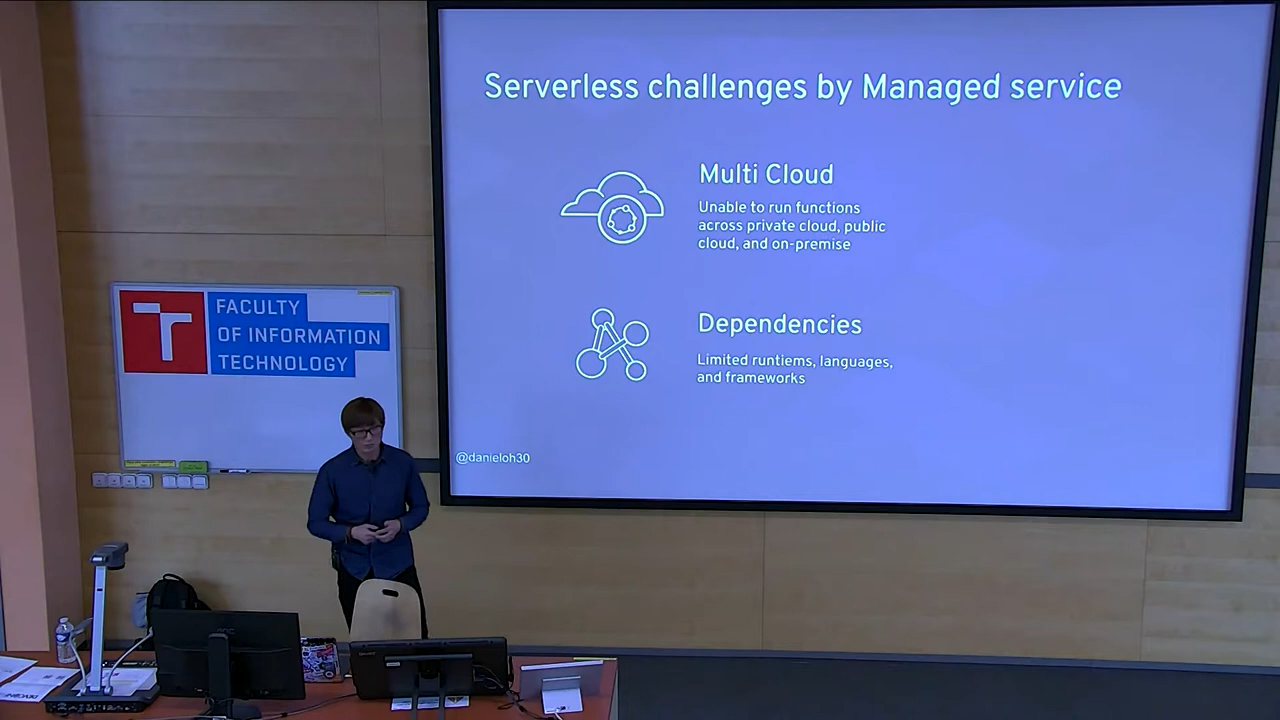 Serverless challenges by Managed service
Multi Cloud
Unable to run functions
across private cloud, public
cloud, and on-premise
Dependencies
Limited runtiems, languages,
and frameworks
@danieloh30
FACULTY
OF INFORMATION
TECHNOLOGY